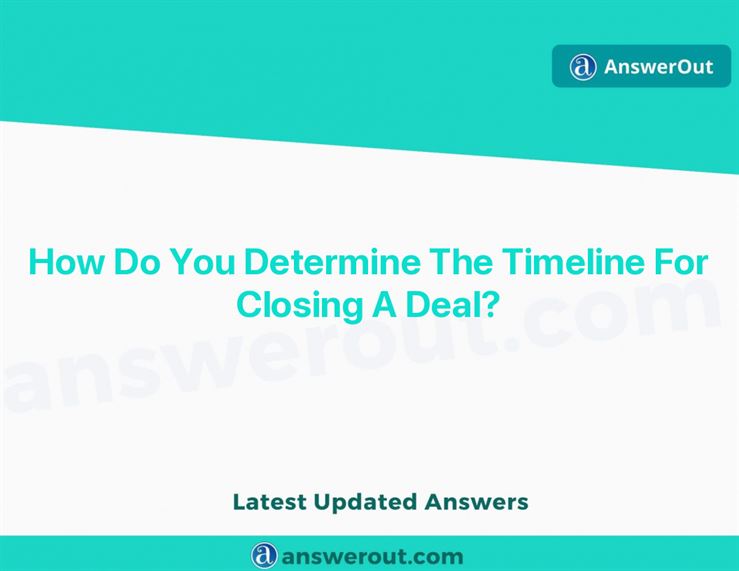 AnswerOut
How Do You Determine The Timeline For
Closing A Deal?
answerout.com
Latest Updated Answers
answerout.com